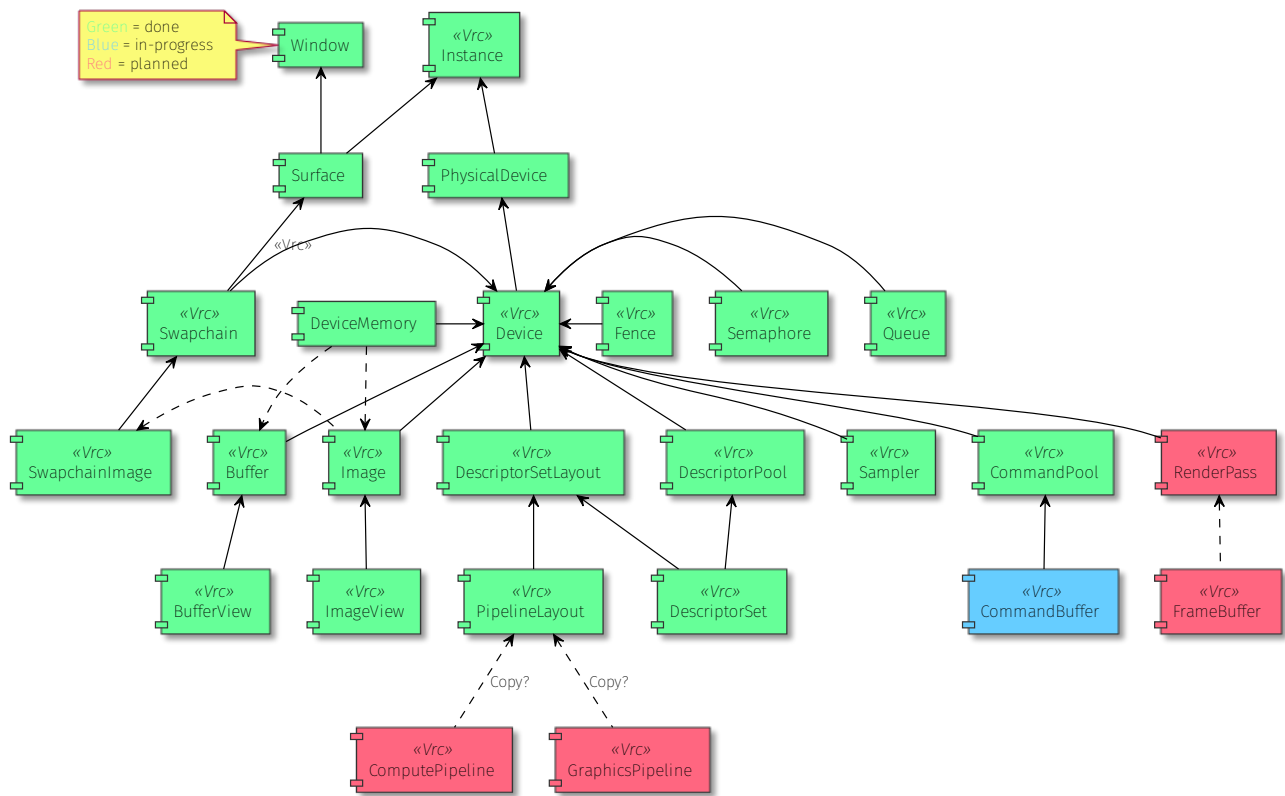 Green = done
Blue = in-progress
Red = planned
Window
«Vrc»
Instance
Surface
PhysicalDevice
«Vrc»
«Vrc»
Swapchain
DeviceMemory
«Vrc»
Device
«Vrc»
Fence
«Vrc»
Semaphore
«Vrc»
Queue
«Vrc»
SwapchainImage
«Vrc»
Buffer
«Vrc»
Image
«Vrc»
DescriptorSetLayout
«Vrc»
DescriptorPool
«Vrc»
Sampler
«Vrc»
CommandPool
«Vrc»
RenderPass
«Vrc»
BufferView
«Vrc»
ImageView
«Vrc»
PipelineLayout
«Vrc»
DescriptorSet
«Vrc»
CommandBuffer
«Vrc»
FrameBuffer
Copy?
Copy?
«Vrc»
ComputePipeline
«Vrc»
GraphicsPipeline